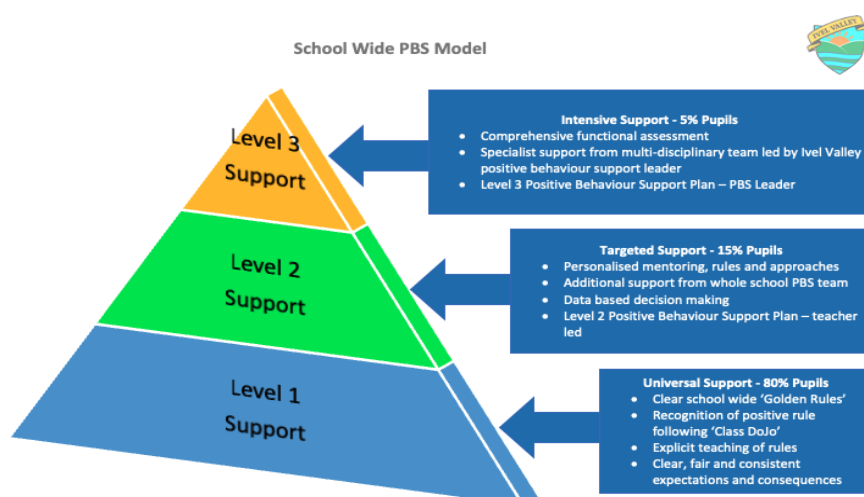 School Wide PBS Model
IVEL VALLEY
Level 3
Support
Intensive Support - 5% Pupils
• Comprehensive functional assessment
• Specialist support from multi-disciplinary team led by Ivel Valley
positive behaviour support leader
• Level 3 Positive Behaviour Support Plan – PBS Leader
Level 2
Support
Targeted Support - 15% Pupils
• Personalised mentoring, rules and approaches
• Additional support from whole school PBS team
• Data based decision making
• Level 2 Positive Behaviour Support Plan – teacher
led
Level 1
Support
Universal Support - 80% Pupils
• Clear school wide ‘Golden Rules’
• Recognition of positive rule
following ‘Class DoJo’
• Explicit teaching of rules
• Clear, fair and consistent
expectations and consequences